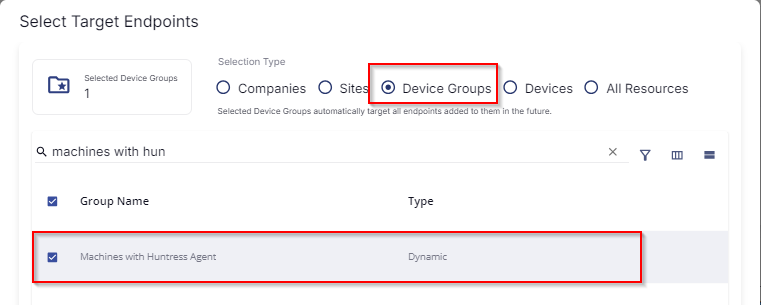 Select Target Endpoints
Selected Device Groups
1
Selection Type
Companies Sites Device Groups Devices All Resources
Selected Device Groups automatically target all endpoints added to them in the future.
machines with hun
Group Name Type
Machines with Huntress Agent Dynamic